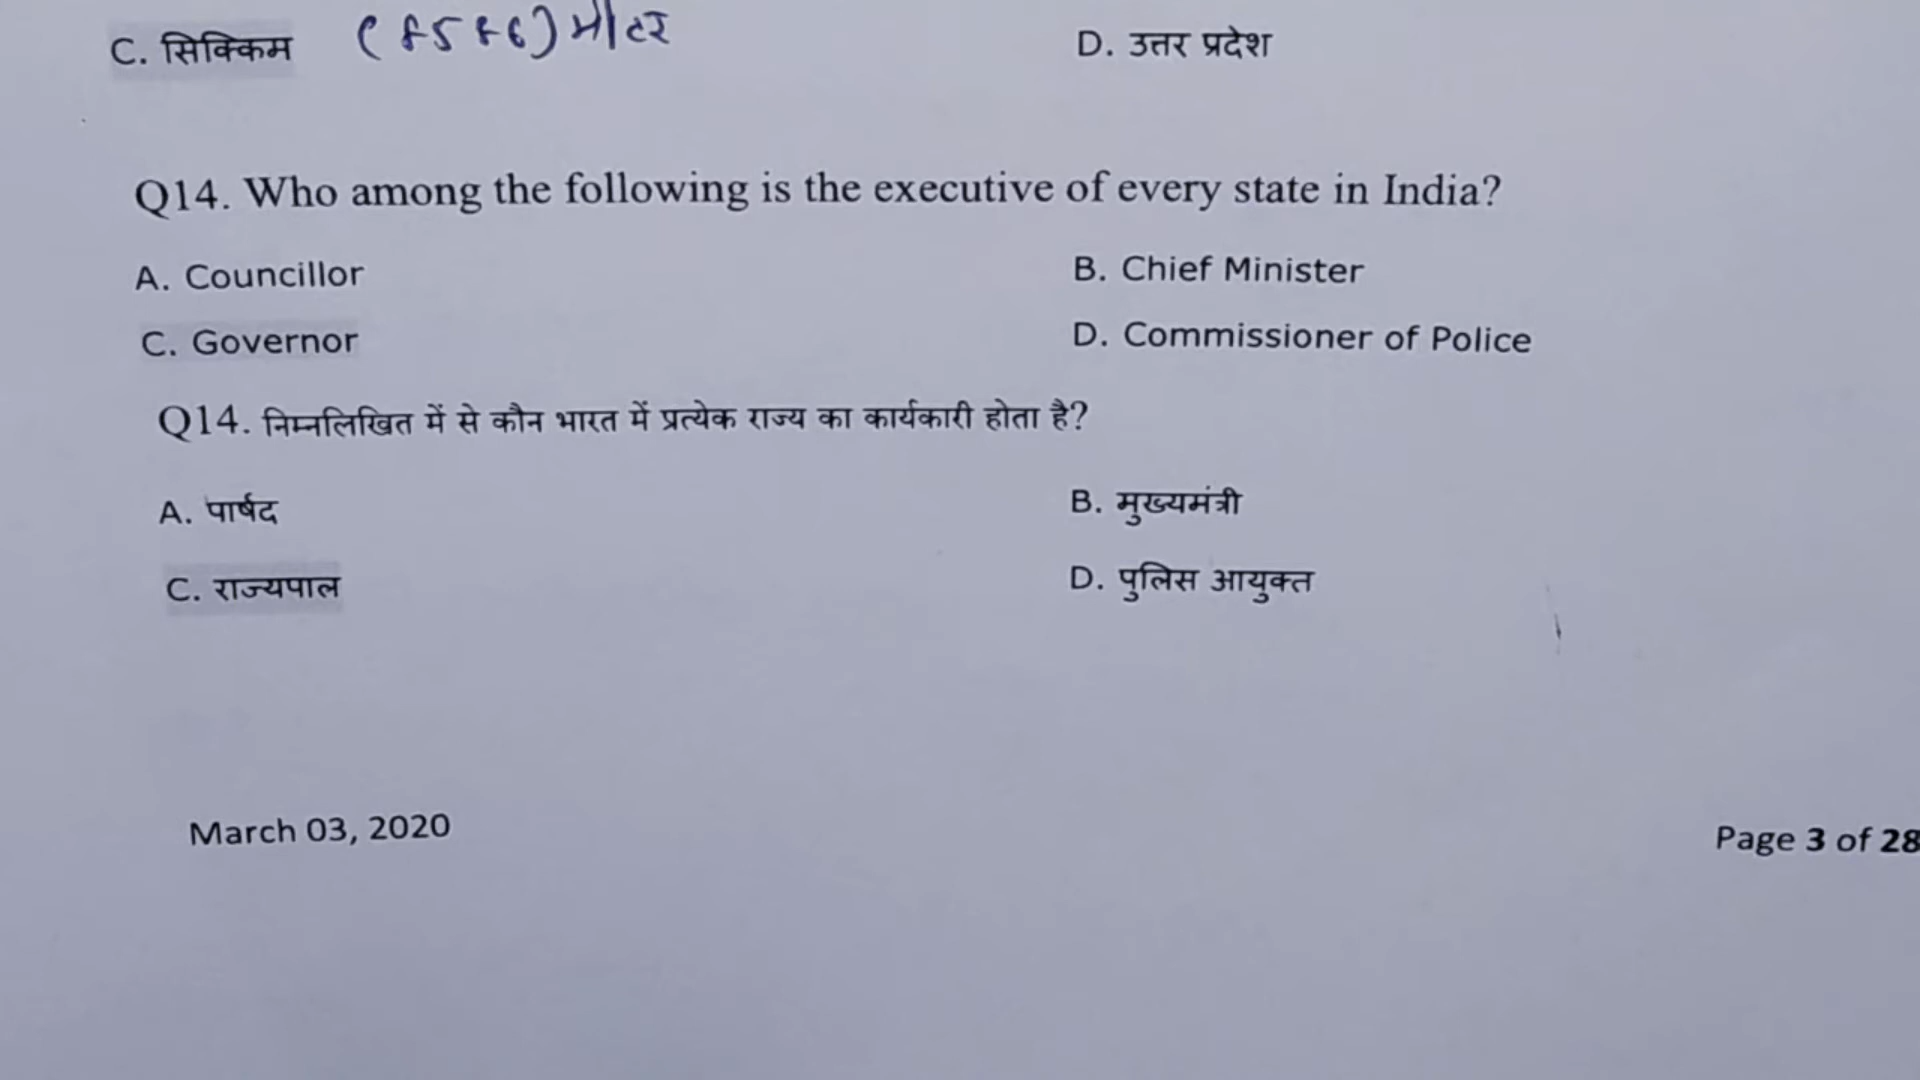 C. सिक्किम (8586) मीटर D. उत्तर प्रदेश
Q14. Who among the following is the executive of every state in India?
A. Councillor B. Chief Minister
C. Governor D. Commissioner of Police
Q14. निम्नलिखित में से कौन भारत में प्रत्येक राज्य का कार्यकारी होता है?
A. पार्षद B. मुख्यमंत्री
C. राज्यपाल D. पुलिस आयुक्त
March 03, 2020 Page 3 of 28